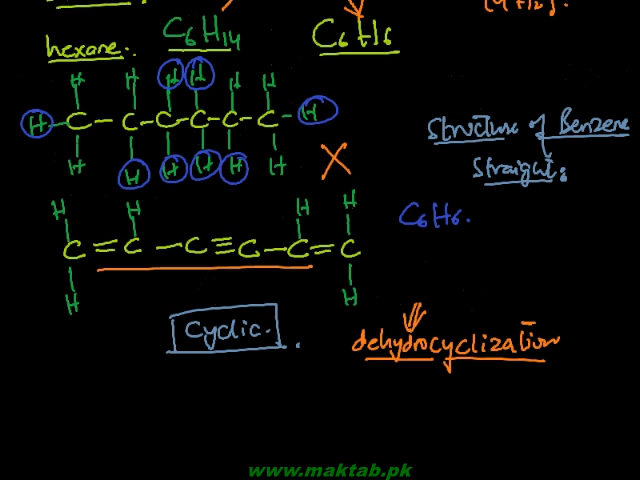 C6H14
C6H6
hexane.
H H H H H H
H-C-C-C-C-C-C-H
H H H H H H
Structure of Benzene
Straight:
H H H H
C=C-C≡C-C=C
H H
C6H6.
Cyclic.
dehydrocyclization
www.maktab.pk